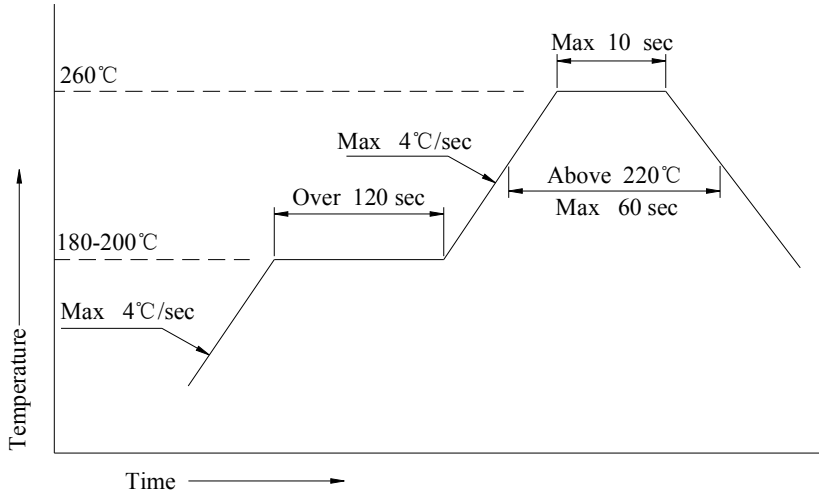 Max 10 sec
260℃
Max 4℃/sec
Above 220℃
Max 60 sec
Over 120 sec
180-200℃
Max 4℃/sec
Temperature
Time